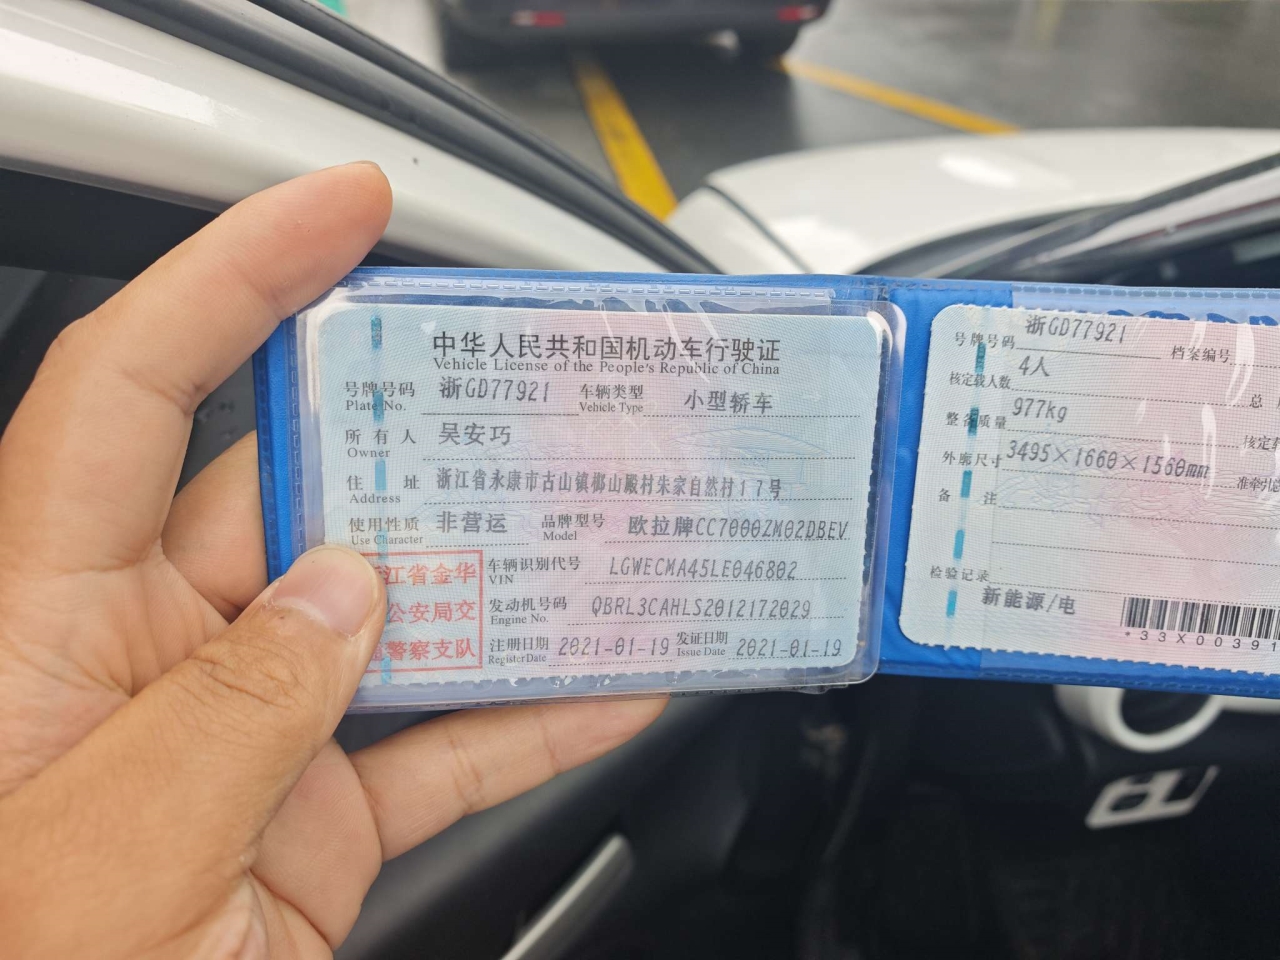 中华人民共和国机动车行驶证
Vehicle License of the People's Republic of China
号牌号码 浙GD77921 车辆类型 小型轿车
Plate No. Vehicle Type
所有人 吴安巧
Owner
住址 浙江省永康市古山镇梆山殿村朱家自然村17号
Address
使用性质 非营运 品牌型号 欧拉牌CC7000ZM02DBEV
Use Character Model
江省金华
公安局交
警察支队
车辆识别代号 LGWECMA45LE046802
VIN
发动机号码 QBRL3CAHLS2012172029
Engine No.
注册日期 2021-01-19 发证日期 2021-01-19
Register Date Issue Date
号牌号码 浙GD77921 档案编号
核定载人数 4人 总
整备质量 977kg 核定载
外廓尺寸 3495×1660×1560mm 准牵引总
备注
检验记录
新能源/电
*33X00391